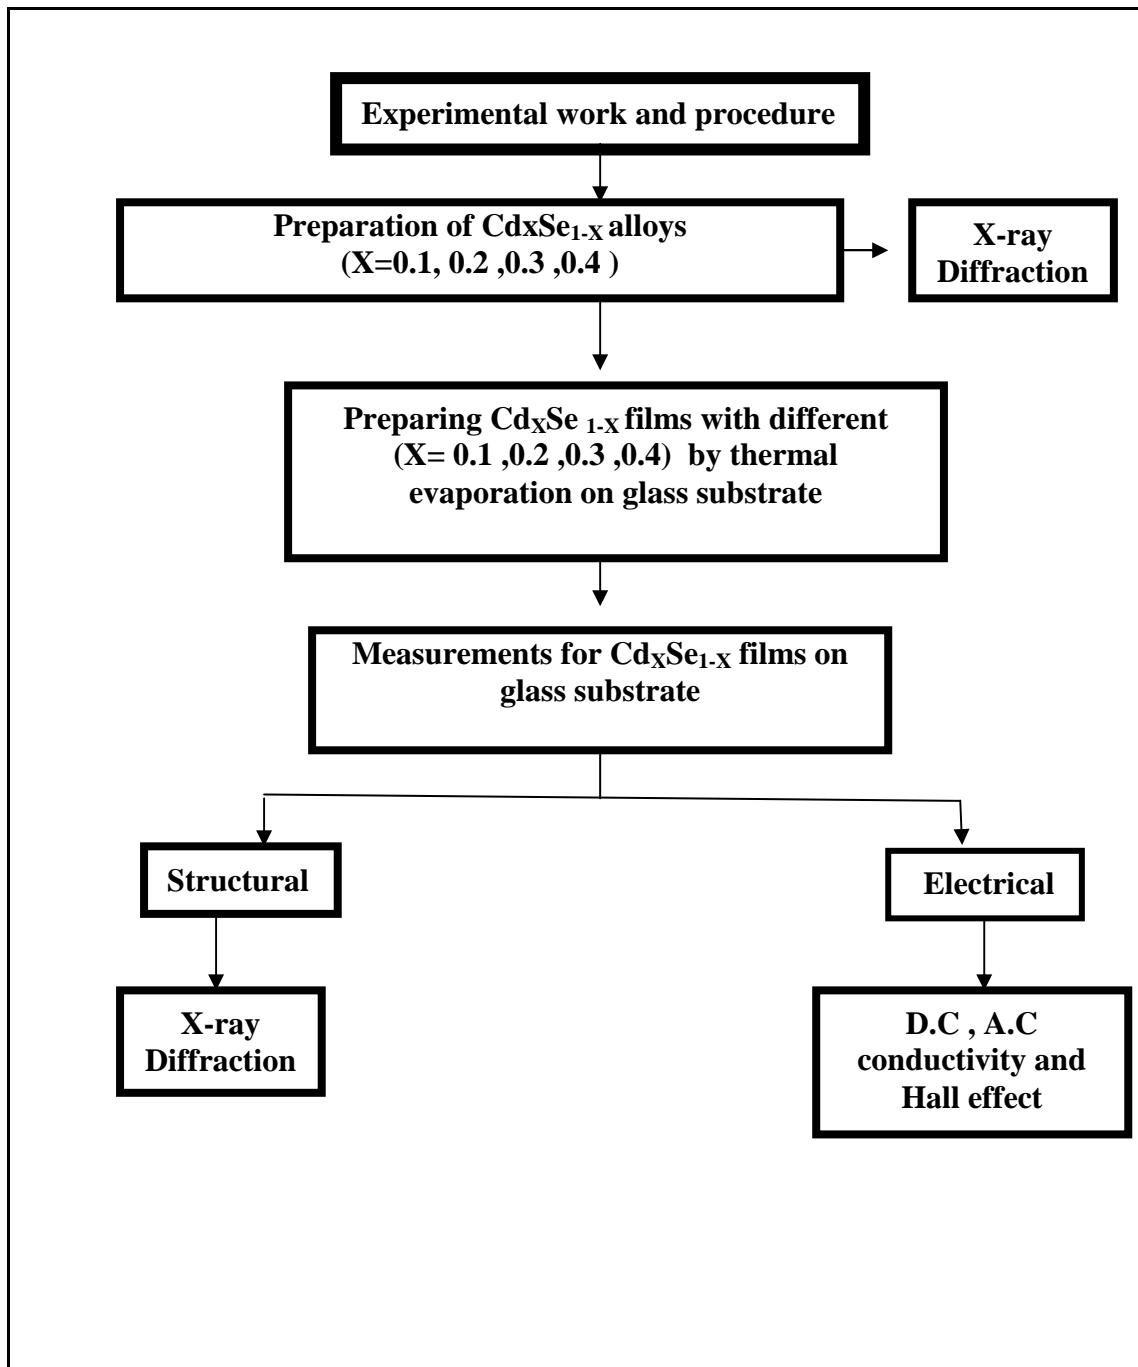 Experimental work and procedure
Preparation of CdxSe1-X alloys
(X=0.1, 0.2 ,0.3 ,0.4 )
X-ray
Diffraction
Preparing CdXSe 1-X films with different
(X= 0.1 ,0.2 ,0.3 ,0.4) by thermal
evaporation on glass substrate
Measurements for CdXSe1-X films on
glass substrate
Structural
Electrical
X-ray
Diffraction
D.C , A.C
conductivity and
Hall effect